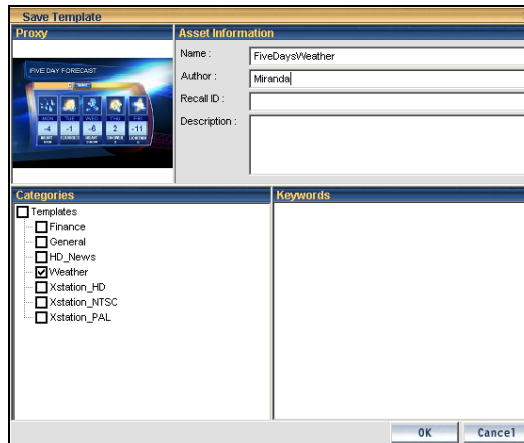 Save Template
Proxy
Asset Information
FIVE DAY FORECAST
MON TUE WED THU FRI
-4 -1 -6 2 -11
Name : FiveDaysWeather
Author : Miranda
Recall ID :
Description :
Categories
Keywords
Templates
Finance
General
HD_News
Weather
Xstation_HD
Xstation_NTSC
Xstation_PAL
OK Cancel